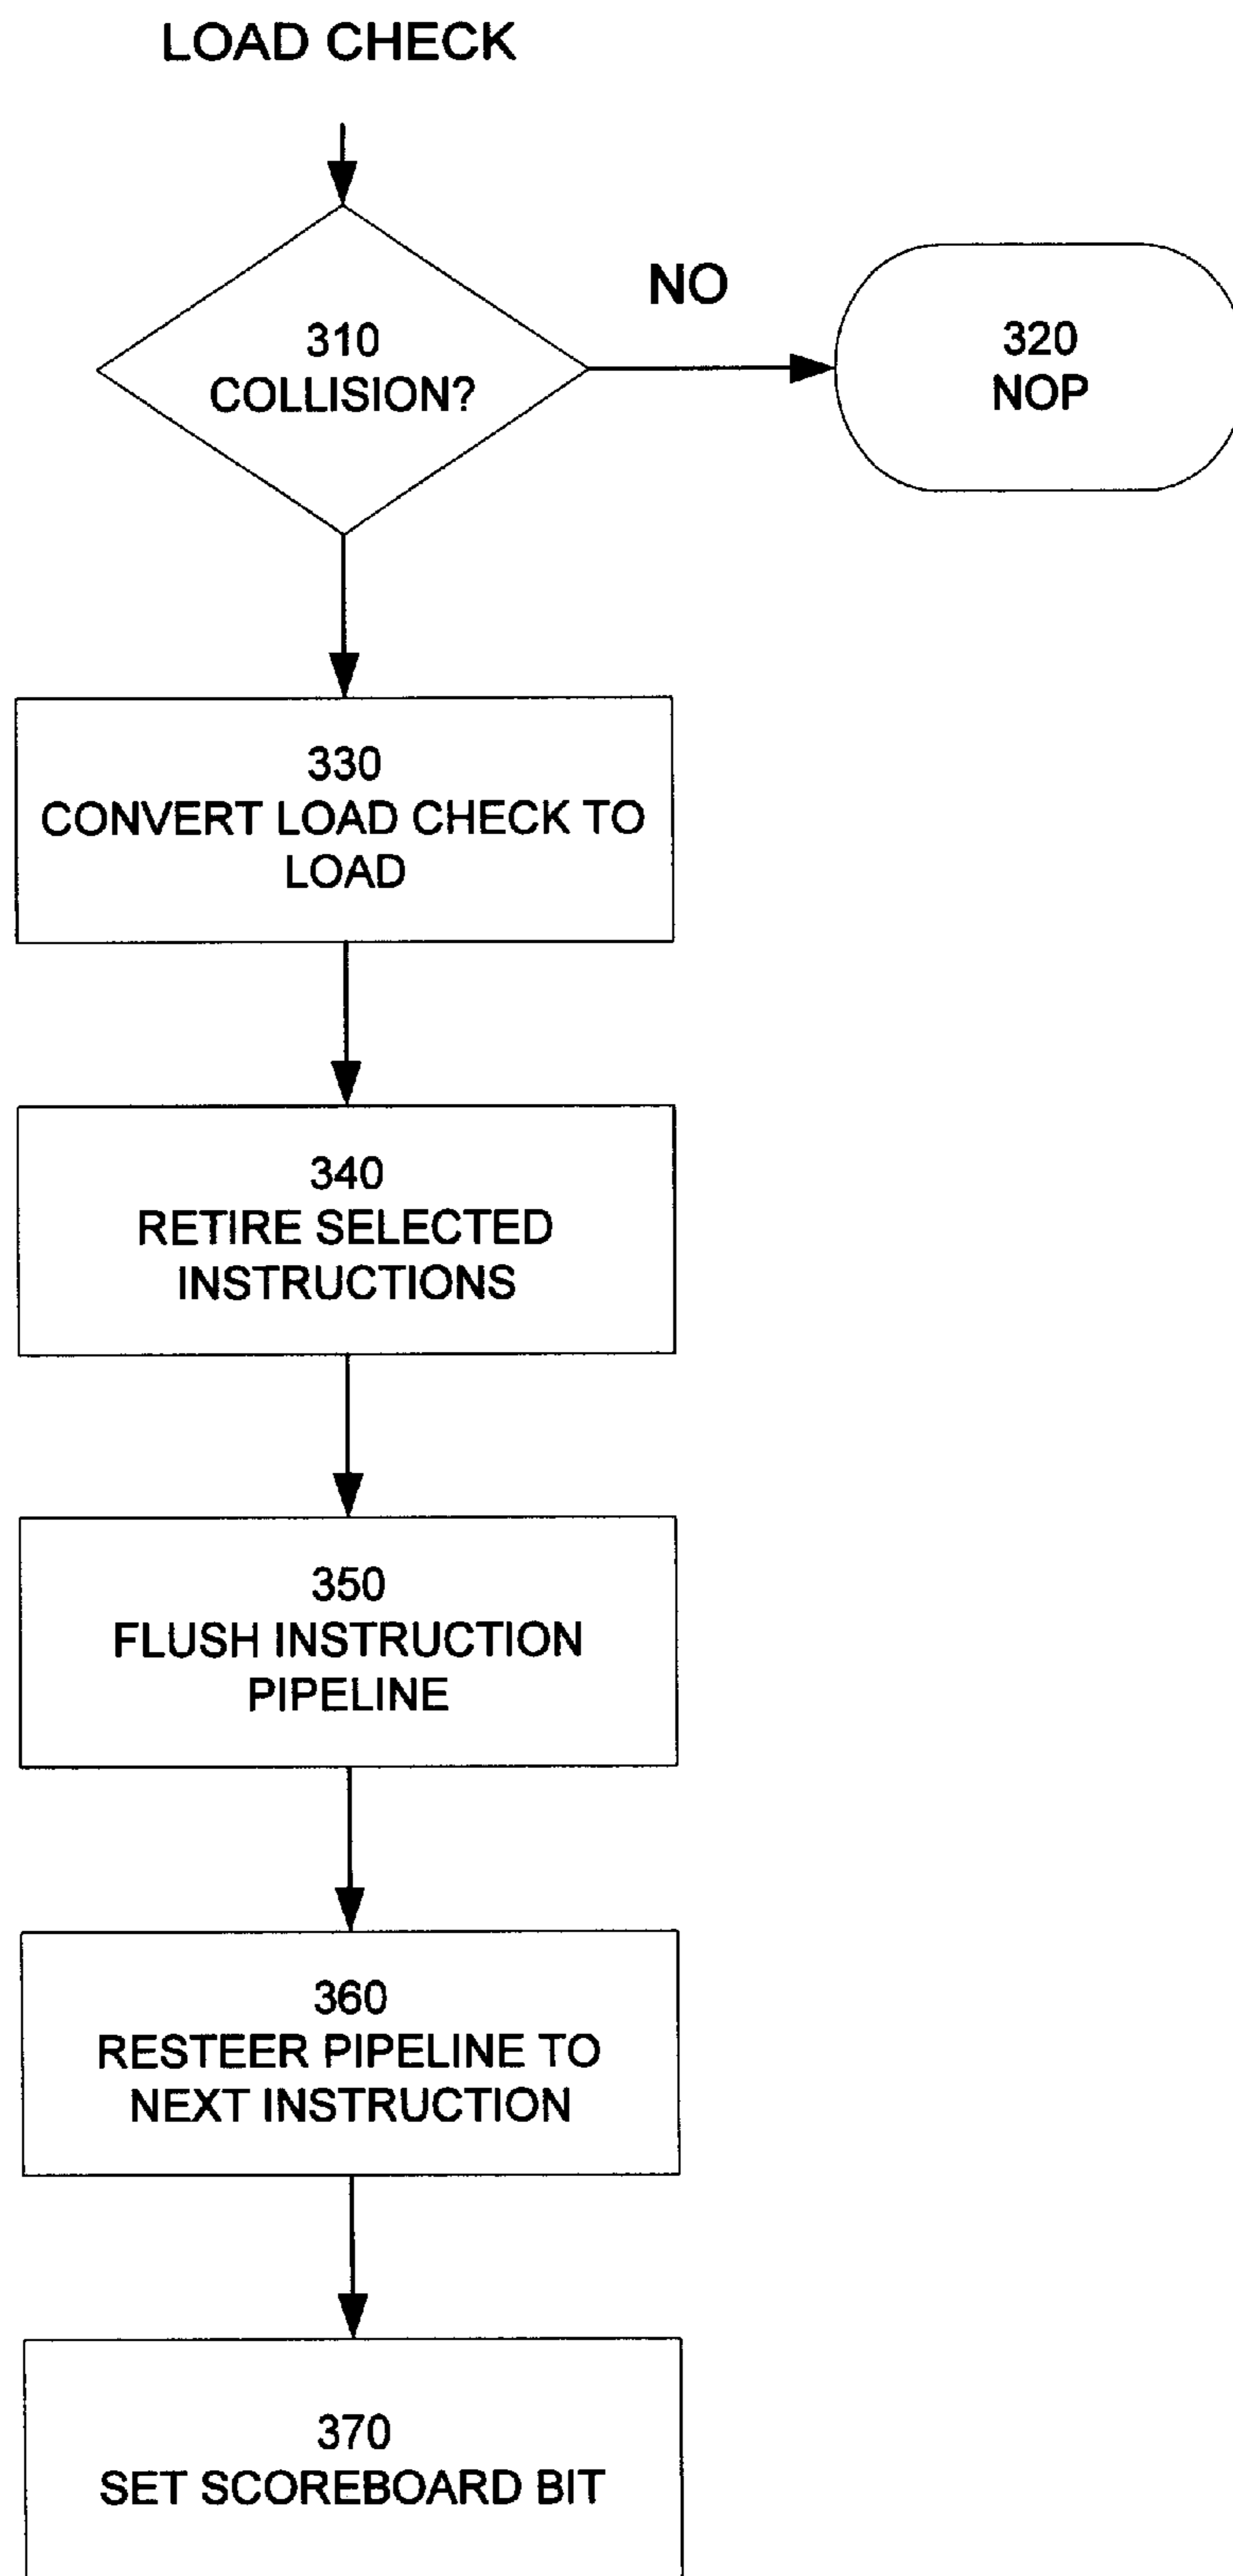 LOAD CHECK
310
COLLISION?
NO
320
NOP
330
CONVERT LOAD CHECK TO
LOAD
340
RETIRE SELECTED
INSTRUCTIONS
350
FLUSH INSTRUCTION
PIPELINE
360
RESTEER PIPELINE TO
NEXT INSTRUCTION
370
SET SCOREBOARD BIT